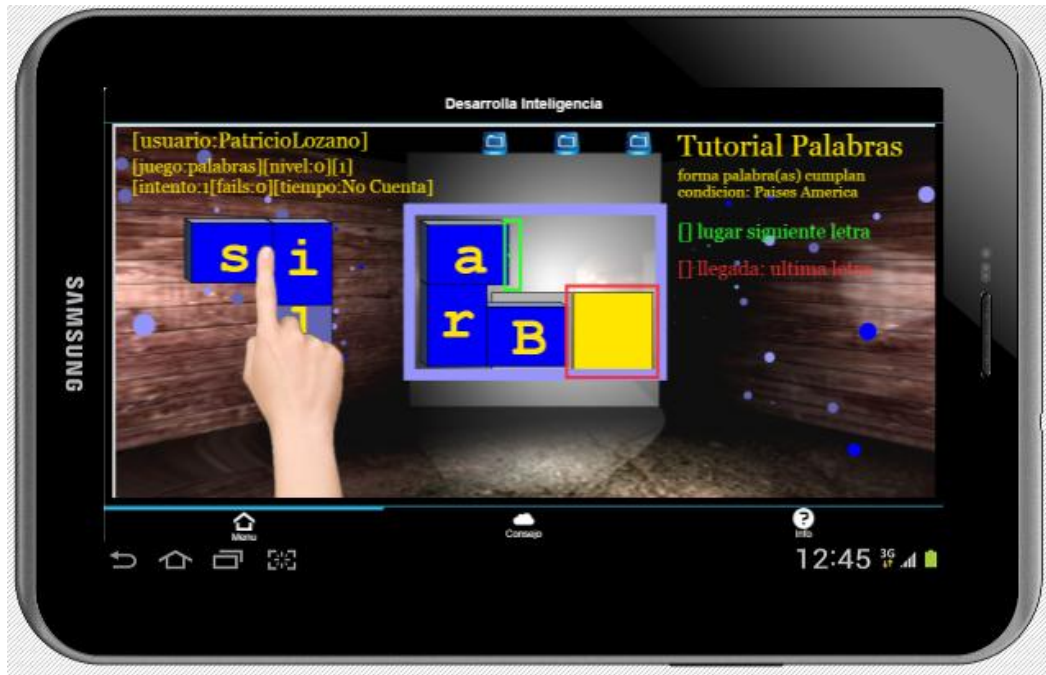 Desarrolla Inteligencia
[usuario:PatricioLozano]
[juego:palabras][nivel:0][1]
[intento:1[fails:0][tiempo:No Cuenta]
Tutorial Palabras
forma palabra(as) cumplan
condicion: Paises America
[] lugar siguiente letra
[] llegada: ultima letra
s i
l
a
r B
SAMSUNG
Menu
Consejo
? Info
12:45 3G